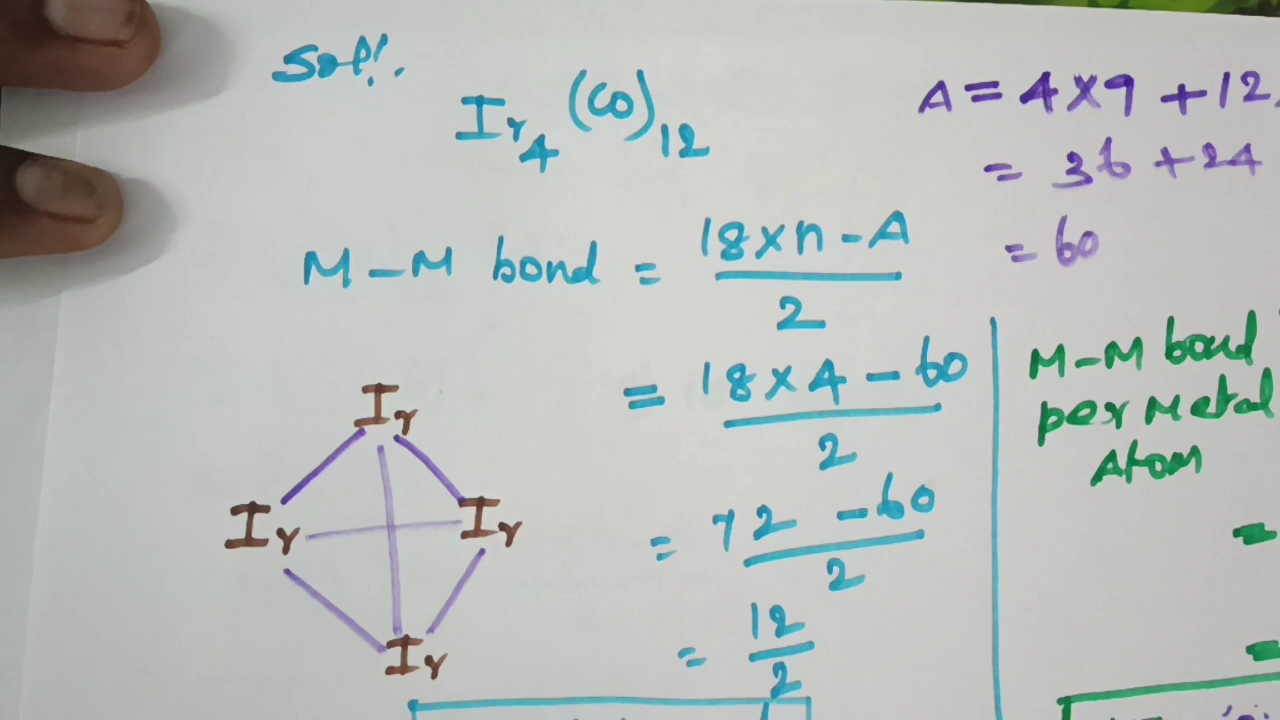 Sol!.
Ir4(CO)12
A = 4×9 + 12
= 36 + 24
= 60
M-M bond = 18×n-A
2
= 18×4-60
2
= 72-60
2
= 12
2
Ir
Ir Ir
Ir
M-M bond
per Metal
Atom
=
=